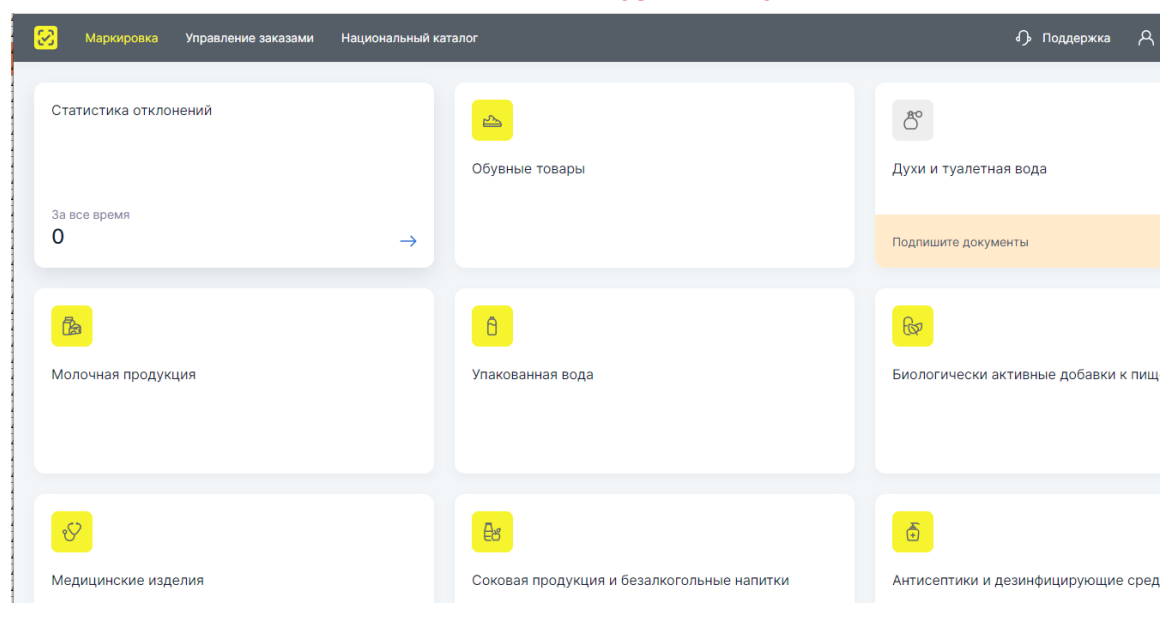 Маркировка Управление заказами Национальный каталог Поддержка
Статистика отклонений
За все время
0
Обувные товары
Духи и туалетная вода
Подпишите документы
Молочная продукция
Упакованная вода
Биологически активные добавки к пищ
Медицинские изделия
Соковая продукция и безалкогольные напитки
Антисептики и дезинфицирующие сред